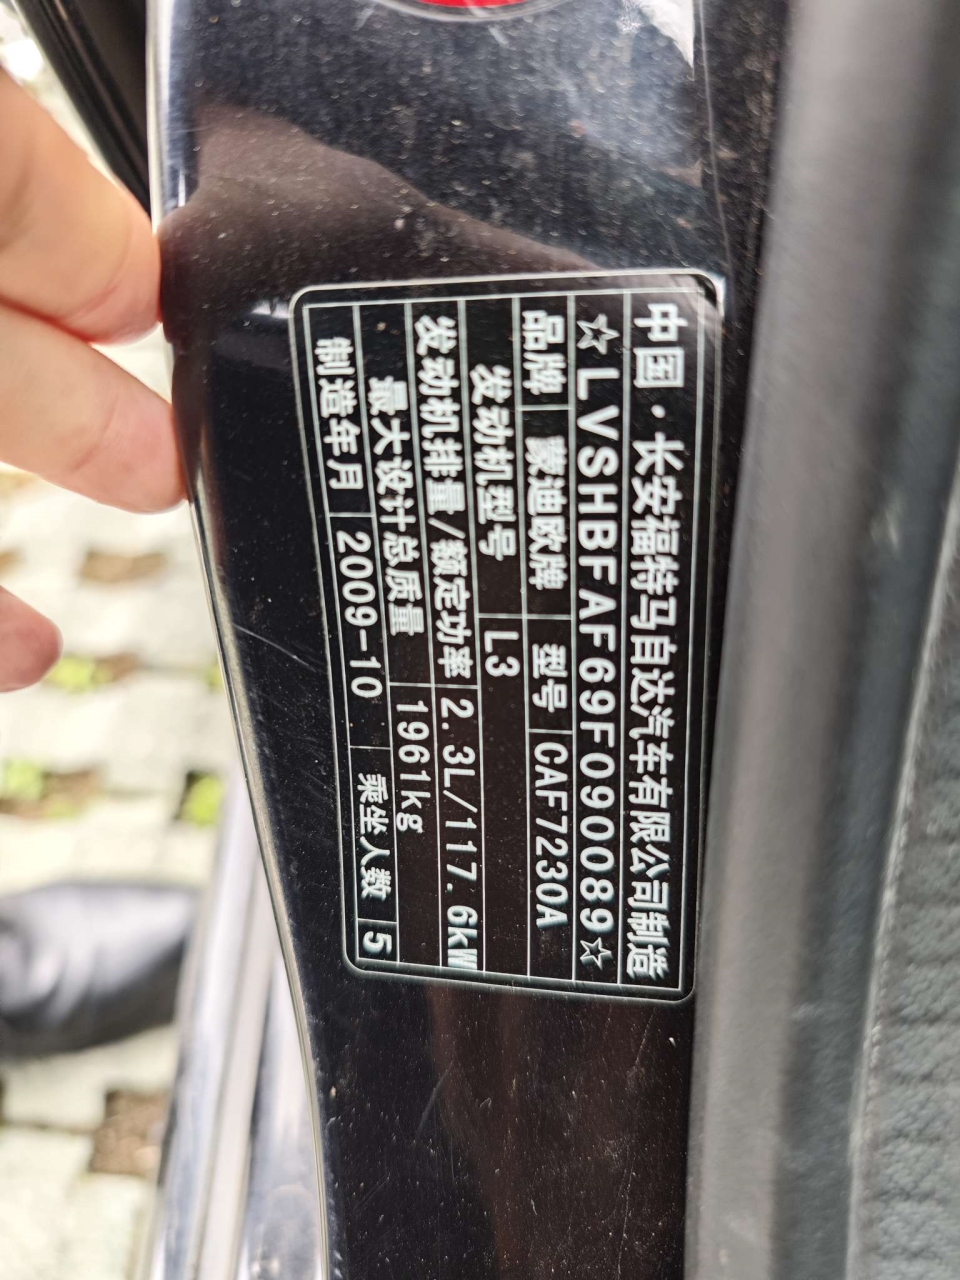 中国·长安福特马自达汽车有限公司制造
☆LVSHBFAF69F090089☆
品牌 蒙迪欧牌 型号 CAF7230A
发动机型号 L3
发动机排量/额定功率 2.3L/117.6kW
最大设计总质量 1961kg
制造年月 2009-10 乘坐人数 5